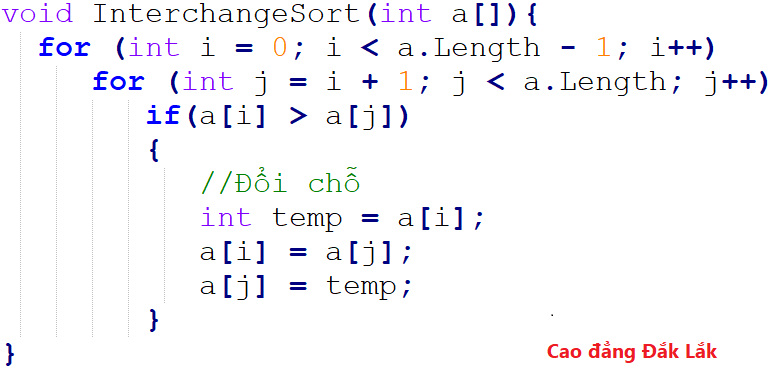 void InterchangeSort(int a[]){
for (int i = 0; i < a.Length - 1; i++)
for (int j = i + 1; j < a.Length; j++)
if(a[i] > a[j])
{
//Đổi chỗ
int temp = a[i];
a[i] = a[j];
a[j] = temp;
}
}
Cao đẳng Đắk Lắk